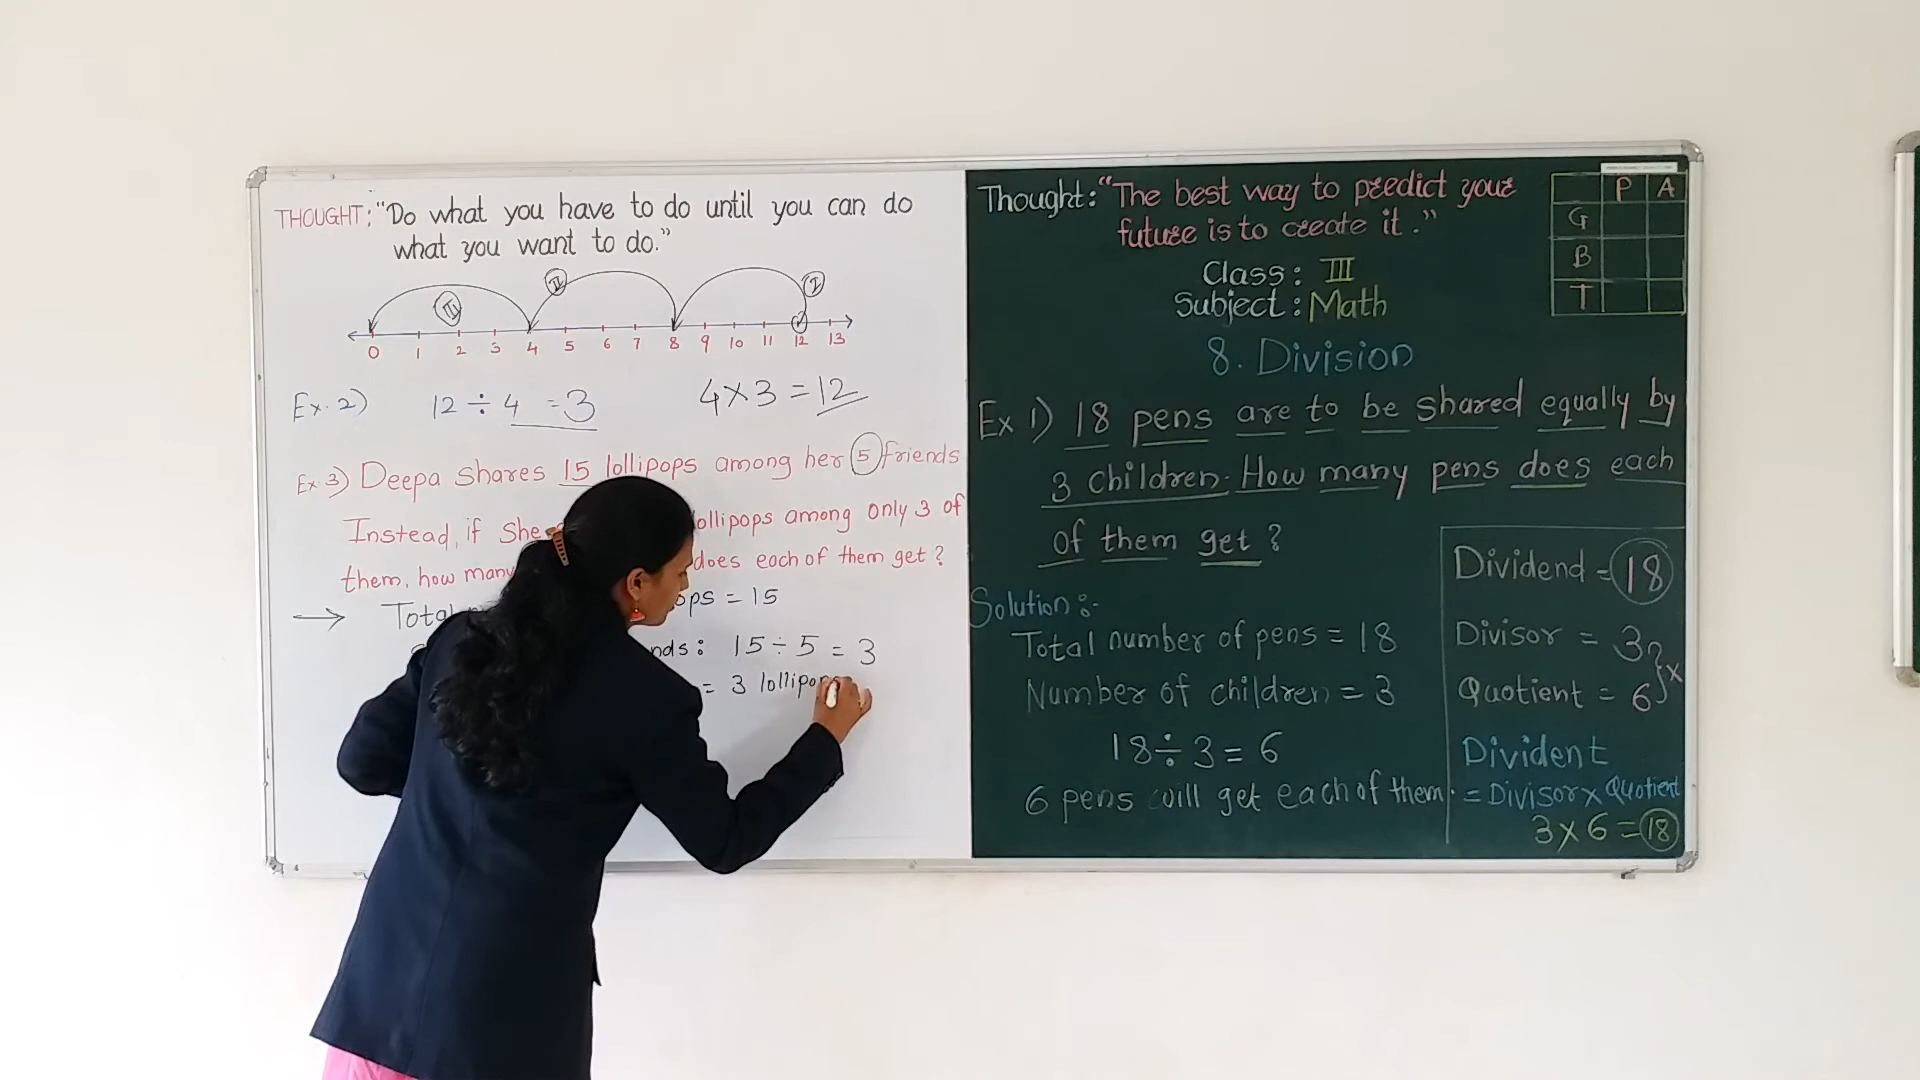 THOUGHT: "Do what you have to do until you can do
what you want to do."
III II I
0 1 2 3 4 5 6 7 8 9 10 11 12 13
Ex. 2) 12 ÷ 4 = 3 4 × 3 = 12
Ex 3) Deepa shares 15 lollipops among her 5 friends
Instead, if she lollipops among only 3 of
them, how many does each of them get?
→ Total = 15
15 ÷ 5 = 3
= 3 lollipops
Thought: "The best way to predict your
future is to create it."
P A
G
B
T
Class: III
Subject: Math
8. Division
Ex 1) 18 pens are to be shared equally by
3 children. How many pens does each
of them get?
Solution :-
Total number of pens = 18
Number of children = 3
18 ÷ 3 = 6
6 pens will get each of them.
Dividend = 18
Divisor = 3
Quotient = 6 } ×
Divident
= Divisor × Quotient
3 × 6 = 18